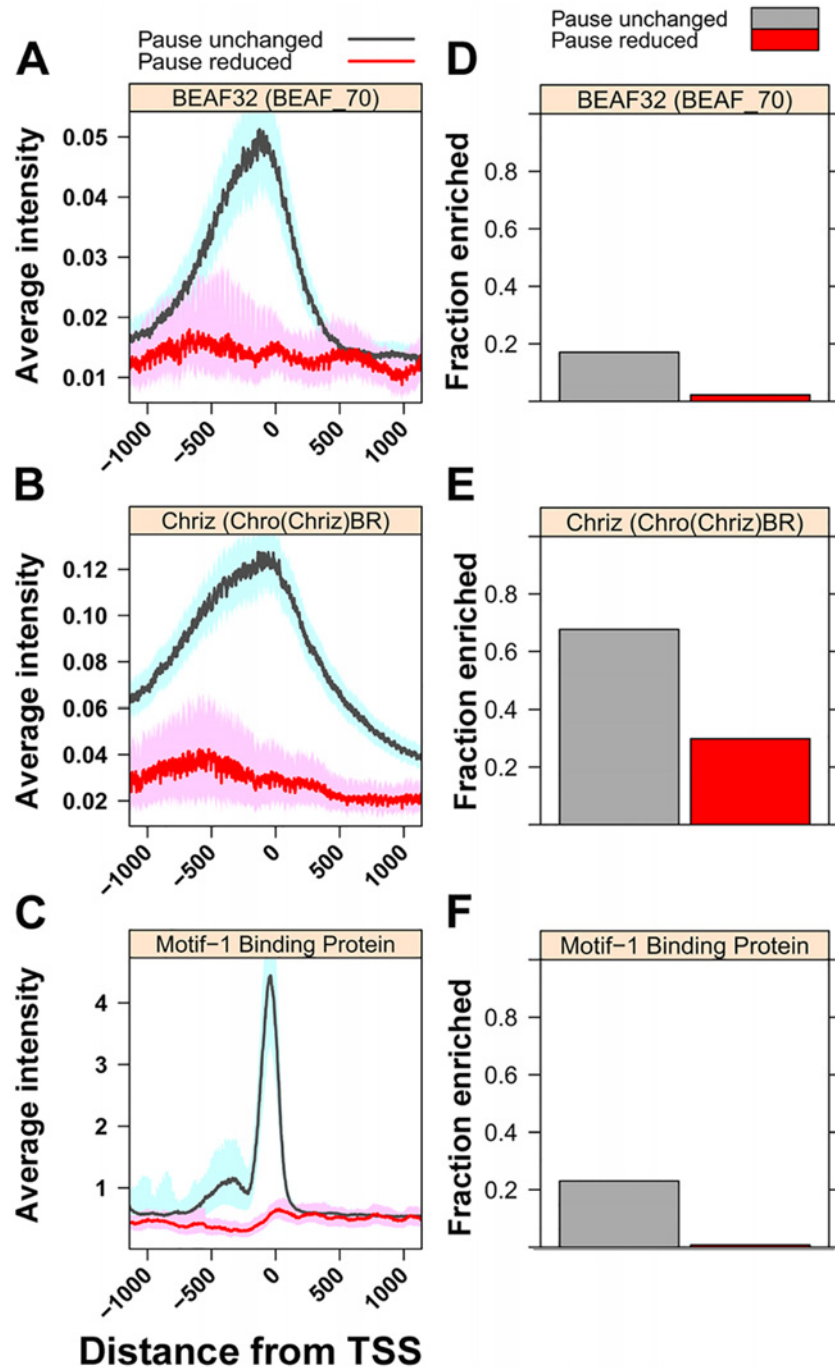 Pause unchanged
Pause reduced
A
BEAF32 (BEAF_70)
Average intensity
0.05
0.04
0.03
0.02
0.01
−1000
−500
0
500
1000
B
Chriz (Chro(Chriz)BR)
Average intensity
0.12
0.10
0.08
0.06
0.04
0.02
−1000
−500
0
500
1000
C
Motif−1 Binding Protein
Average intensity
4
3
2
1
−1000
−500
0
500
1000
Distance from TSS
Pause unchanged
Pause reduced
D
BEAF32 (BEAF_70)
Fraction enriched
0.8
0.6
0.4
0.2
E
Chriz (Chro(Chriz)BR)
Fraction enriched
0.8
0.6
0.4
0.2
F
Motif−1 Binding Protein
Fraction enriched
0.8
0.6
0.4
0.2